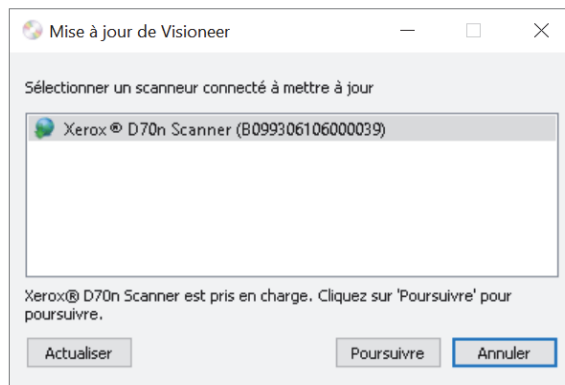 Mise à jour de Visioneer
Sélectionner un scanneur connecté à mettre à jour
Xerox® D70n Scanner (B099306106000039)
Xerox® D70n Scanner est pris en charge. Cliquez sur 'Poursuivre' pour
poursuivre.
Actualiser Poursuivre Annuler